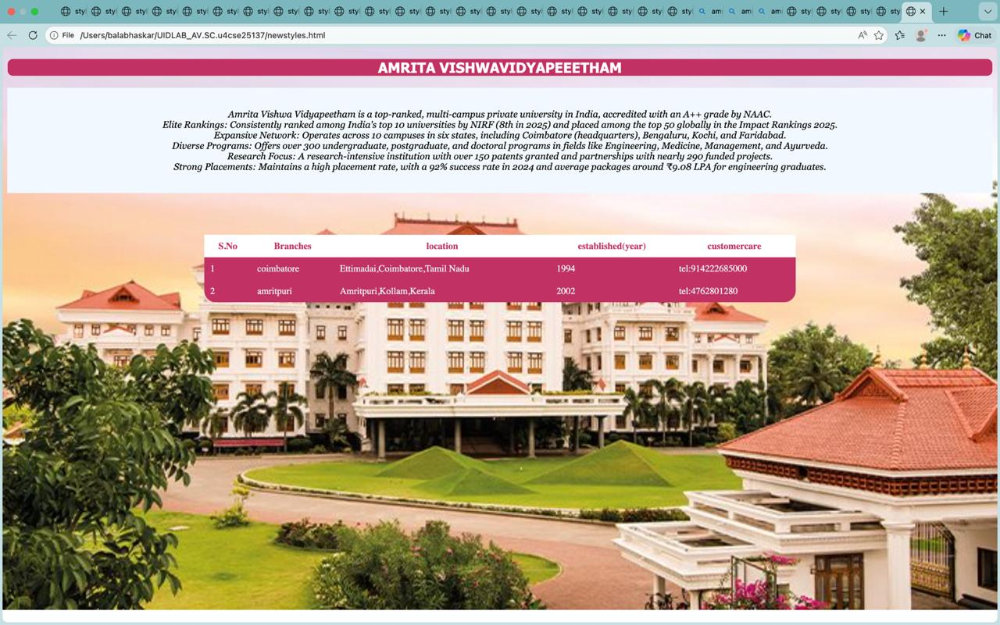 sty sty sty sty sty sty sty sty sty sty sty sty sty sty sty sty sty sty sty sty sty am am am sty sty sty sty
File /Users/balabhaskar/UIDLAB_AV.SC.u4cse25137/newstyles.html Chat
AMRITA VISHWAVIDYAPEEETHAM
Amrita Vishwa Vidyapeetham is a top-ranked, multi-campus private university in India, accredited with an A++ grade by NAAC.
Elite Rankings: Consistently ranked among India's top 10 universities by NIRF (8th in 2025) and placed among the top 50 globally in the Impact Rankings 2025.
Expansive Network: Operates across 10 campuses in six states, including Coimbatore (headquarters), Bengaluru, Kochi, and Faridabad.
Diverse Programs: Offers over 300 undergraduate, postgraduate, and doctoral programs in fields like Engineering, Medicine, Management, and Ayurveda.
Research Focus: A research-intensive institution with over 150 patents granted and partnerships with nearly 290 funded projects.
Strong Placements: Maintains a high placement rate, with a 92% success rate in 2024 and average packages around ₹9.08 LPA for engineering graduates.
S.No Branches location established(year) customercare
1 coimbatore Ettimadai,Coimbatore,Tamil Nadu 1994 tel:914222685000
2 amritpuri Amritpuri,Kollam,Kerala 2002 tel:4762801280